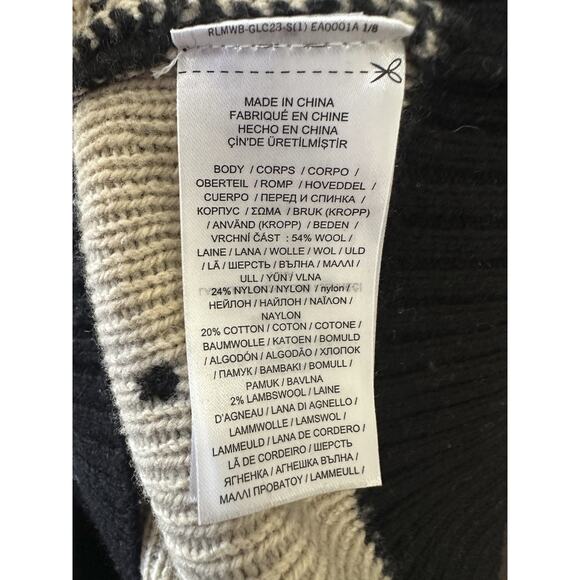 RLMWB-GLC23-S(1) EA0001A 1/8
MADE IN CHINA
FABRIQUÉ EN CHINE
HECHO EN CHINA
ÇİN'DE ÜRETİLMİŞTİR
BODY / CORPS / CORPO /
OBERTEIL / ROMP / HOVEDDEL /
CUERPO / ПЕРЕД И СПИНКА /
КОРПУС / ΣΩΜΑ / BRUK (KROPP)
/ ANVÄND (KROPP) / BEDEN /
VRCHNÍ ČÁST : 54% WOOL /
LAINE / LANA / WOLLE / WOL / ULD
/ LÃ / ШЕРСТЬ / ВЪЛНА / ΜΑΛΛΙ /
ULL / YÜN / VLNA
24% NYLON / NYLON / nylon /
НЕЙЛОН / НАЙЛОН / ΝΑΪΛΟΝ /
NAYLON
20% COTTON / COTON / COTONE /
BAUMWOLLE / KATOEN / BOMULD
/ ALGODÓN / ALGODÃO / ХЛОПОК
/ ПАМУК / ΒΑΜΒΑΚΙ / BOMULL /
PAMUK / BAVLNA
2% LAMBSWOOL / LAINE
D'AGNEAU / LANA DI AGNELLO /
LAMMWOLLE / LAMSWOL /
LAMMEULD / LANA DE CORDERO /
LÃ DE CORDEIRO / ШЕРСТЬ
ЯГНЕНКА / АГНЕШКА ВЪЛНА /
ΜΑΛΛΙ ΠΡΟΒΑΤΟΥ / LAMMEULL /